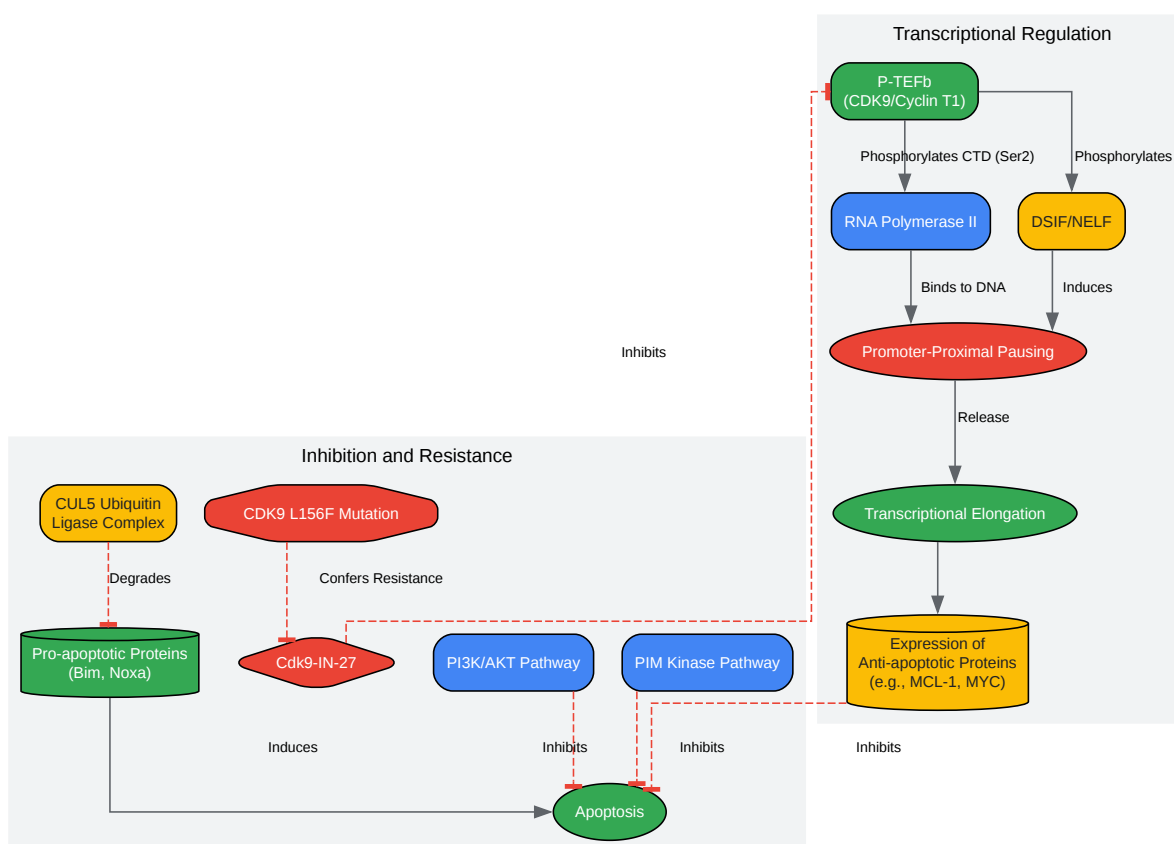 Transcriptional Regulation
P-TEFb
(CDK9/Cyclin T1)
Phosphorylates CTD (Ser2)
Phosphorylates
RNA Polymerase II
DSIF/NELF
Binds to DNA
Induces
Inhibits
Promoter-Proximal Pausing
Release
Inhibition and Resistance
CUL5 Ubiquitin
Ligase Complex
CDK9 L156F Mutation
Transcriptional Elongation
Degrades
Confers Resistance
Pro-apoptotic Proteins
(Bim, Noxa)
Cdk9-IN-27
PI3K/AKT Pathway
PIM Kinase Pathway
Expression of
Anti-apoptotic Proteins
(e.g., MCL-1, MYC)
Induces
Inhibits
Inhibits
Inhibits
Apoptosis